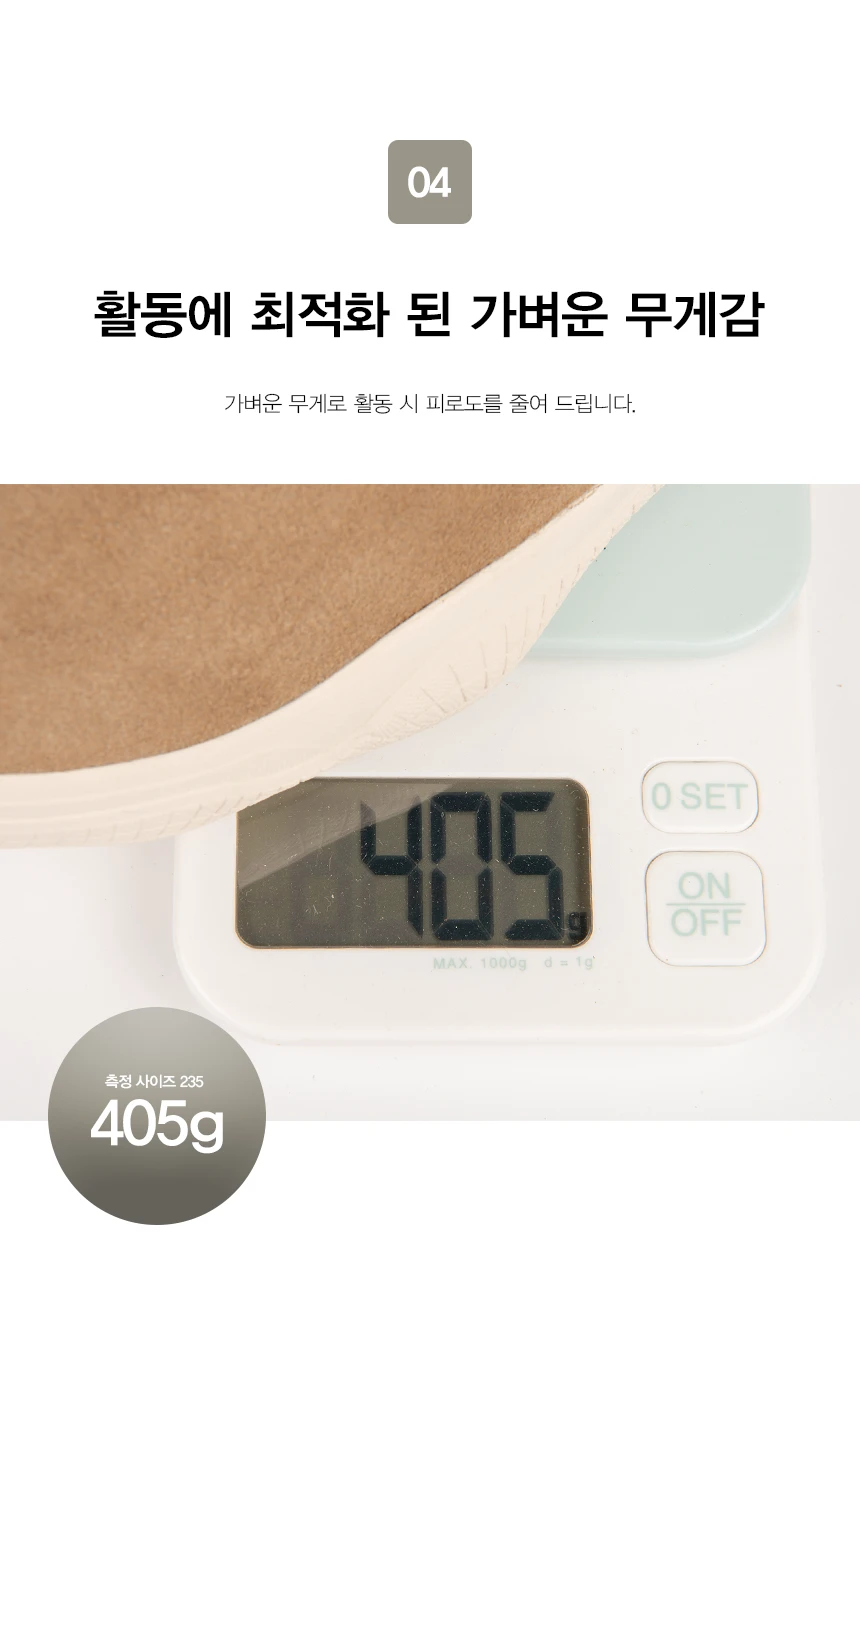 04
활동에 최적화 된 가벼운 무게감
가벼운 무게로 활동 시 피로도를 줄여 드립니다.
405g
0 SET
ON
OFF
MAX. 1000g d = 1g
측정 사이즈 235
405g